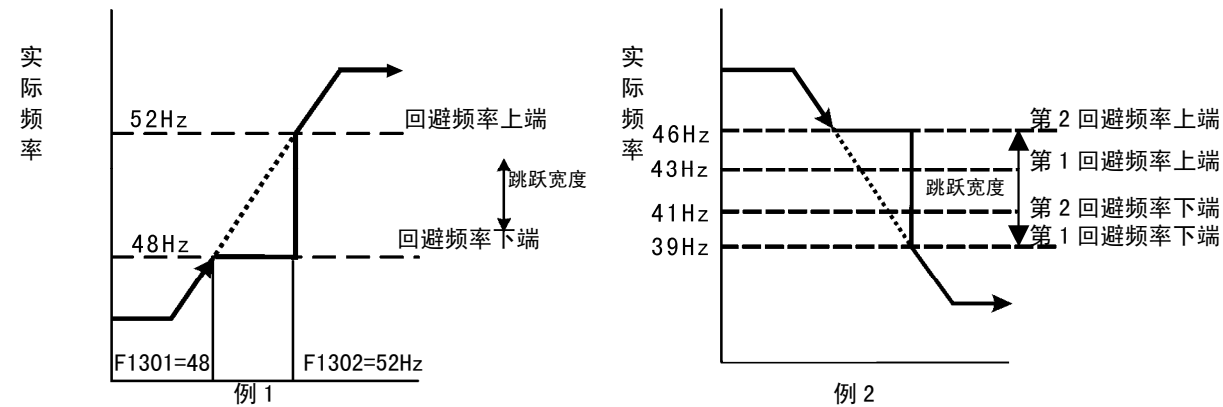 实际频率
52Hz
回避频率上端
跳跃宽度
48Hz
回避频率下端
F1301=48
F1302=52Hz
例 1
实际频率
46Hz
第 2 回避频率上端
43Hz
第 1 回避频率上端
跳跃宽度
41Hz
第 2 回避频率下端
39Hz
第 1 回避频率下端
例 2